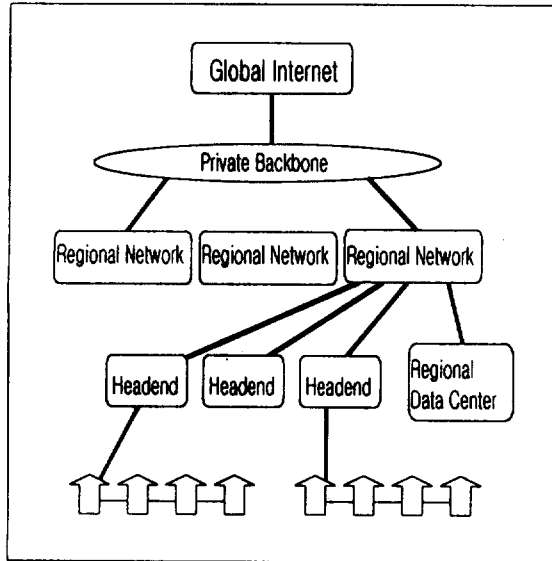 Global Internet
Private Backbone
Regional Network
Regional Network
Regional Network
Headend
Headend
Headend
Regional
Data Center